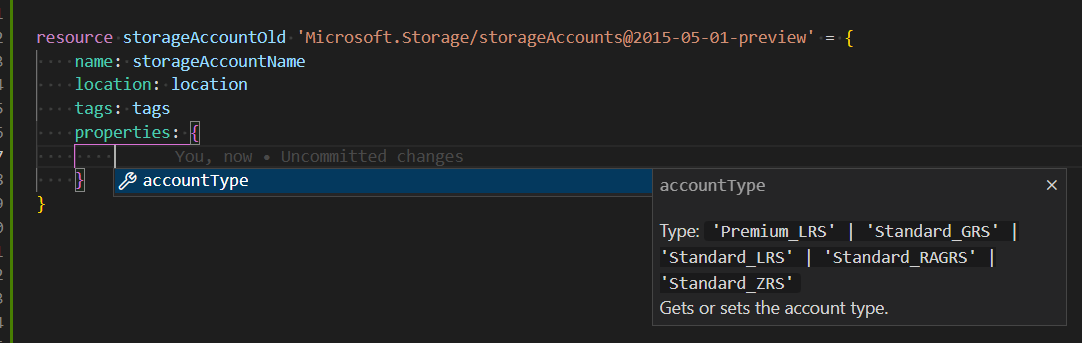 resource storageAccountOld 'Microsoft.Storage/storageAccounts@2015-05-01-preview' = {
name: storageAccountName
location: location
tags: tags
properties: {
You, now • Uncommitted changes
}
accountType
}
accountType
Type: 'Premium_LRS' | 'Standard_GRS' |
'Standard_LRS' | 'Standard_RAGRS' |
'Standard_ZRS'
Gets or sets the account type.